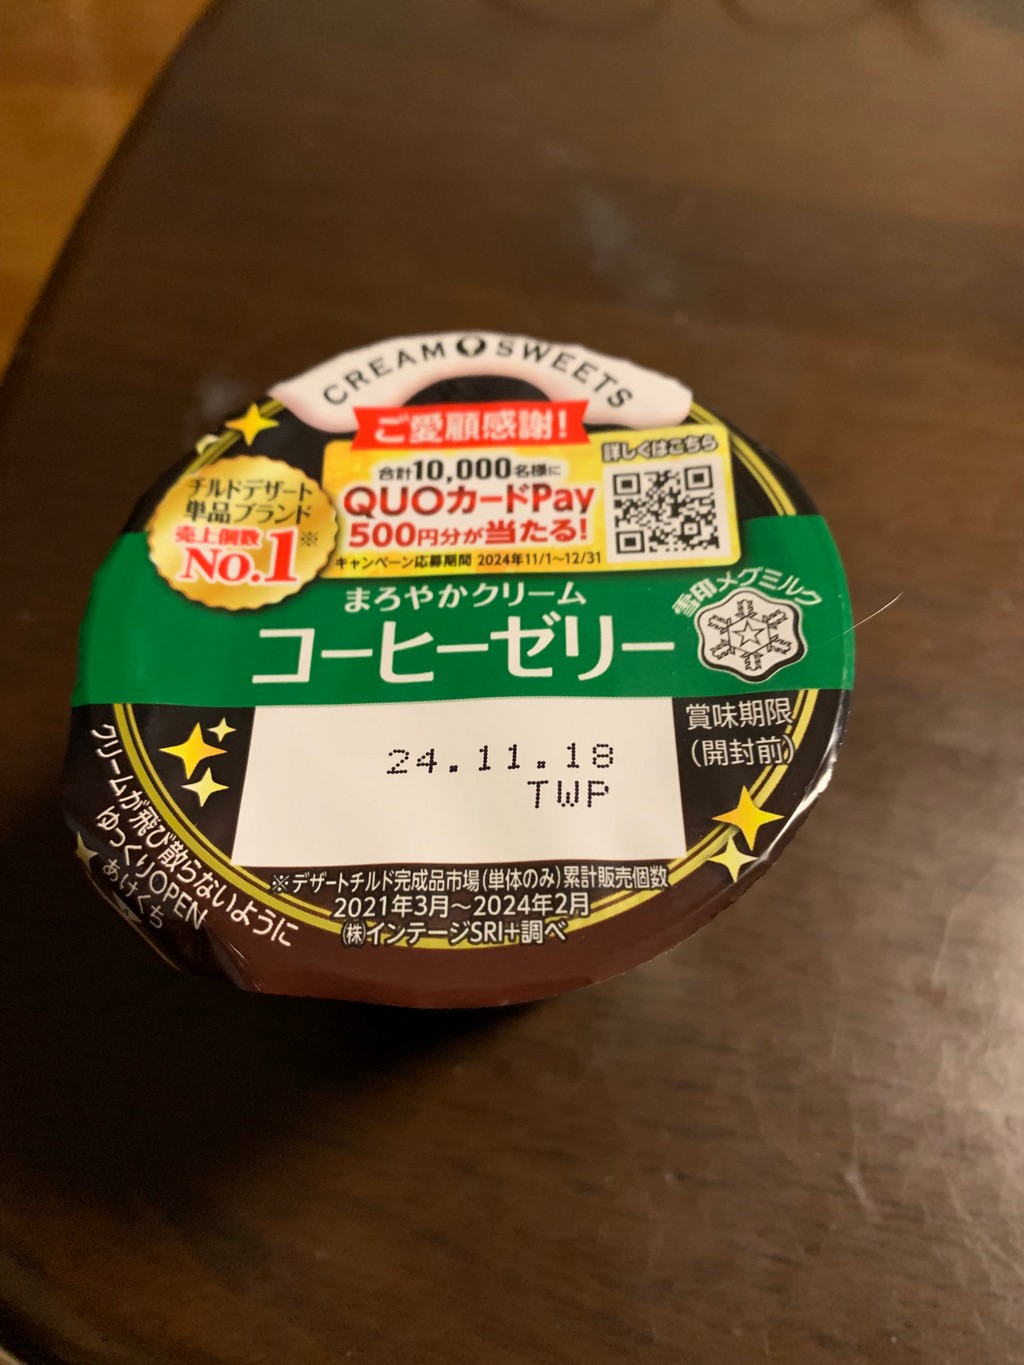 CREAM SWEETS
ご愛顧感謝!
詳しくはこちら
合計10,000名様に
QUOカードPay
500円分が当たる!
キャンペーン応募期間 2024年11/1~12/31
チルドデザート
単品ブランド
売上個数
No.1※
まろやかクリーム
コーヒーゼリー
雪印メグミルク
賞味期限
(開封前)
24.11.18
TWP
クリームが飛び散らないように
ゆっくりOPEN
あけくち
※デザートチルド完成品市場(単体のみ)累計販売個数
2021年3月~2024年2月
㈱インテージSRI+調べ